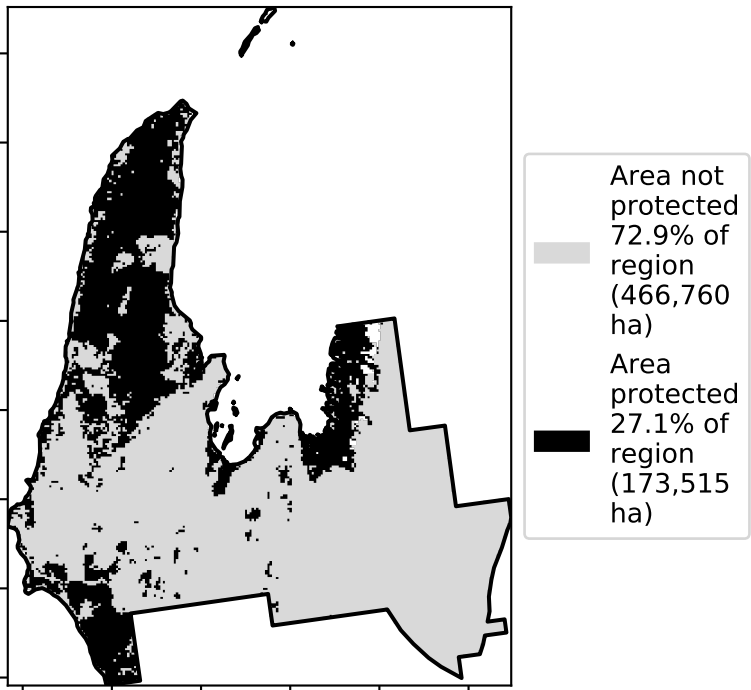 Area not
protected
72.9% of
region
(466,760
ha)
Area
protected
27.1% of
region
(173,515
ha)